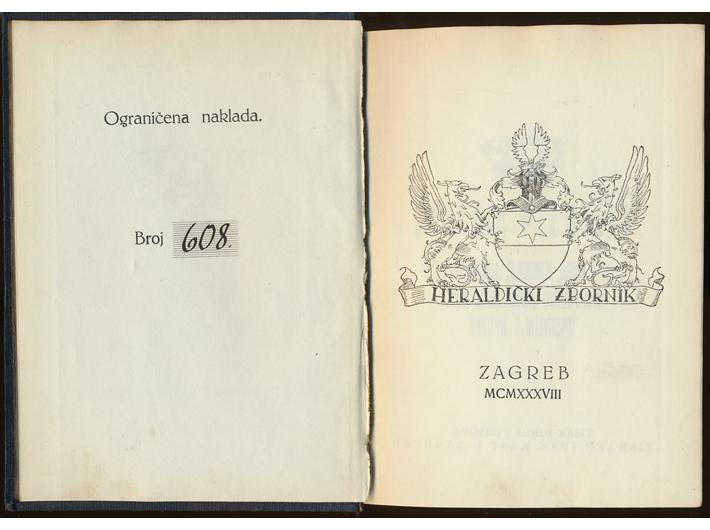 Ograničena naklada.
Broj 608.
HERALDIČKI ZBORNIK
ZAGREB
MCMXXXVIII